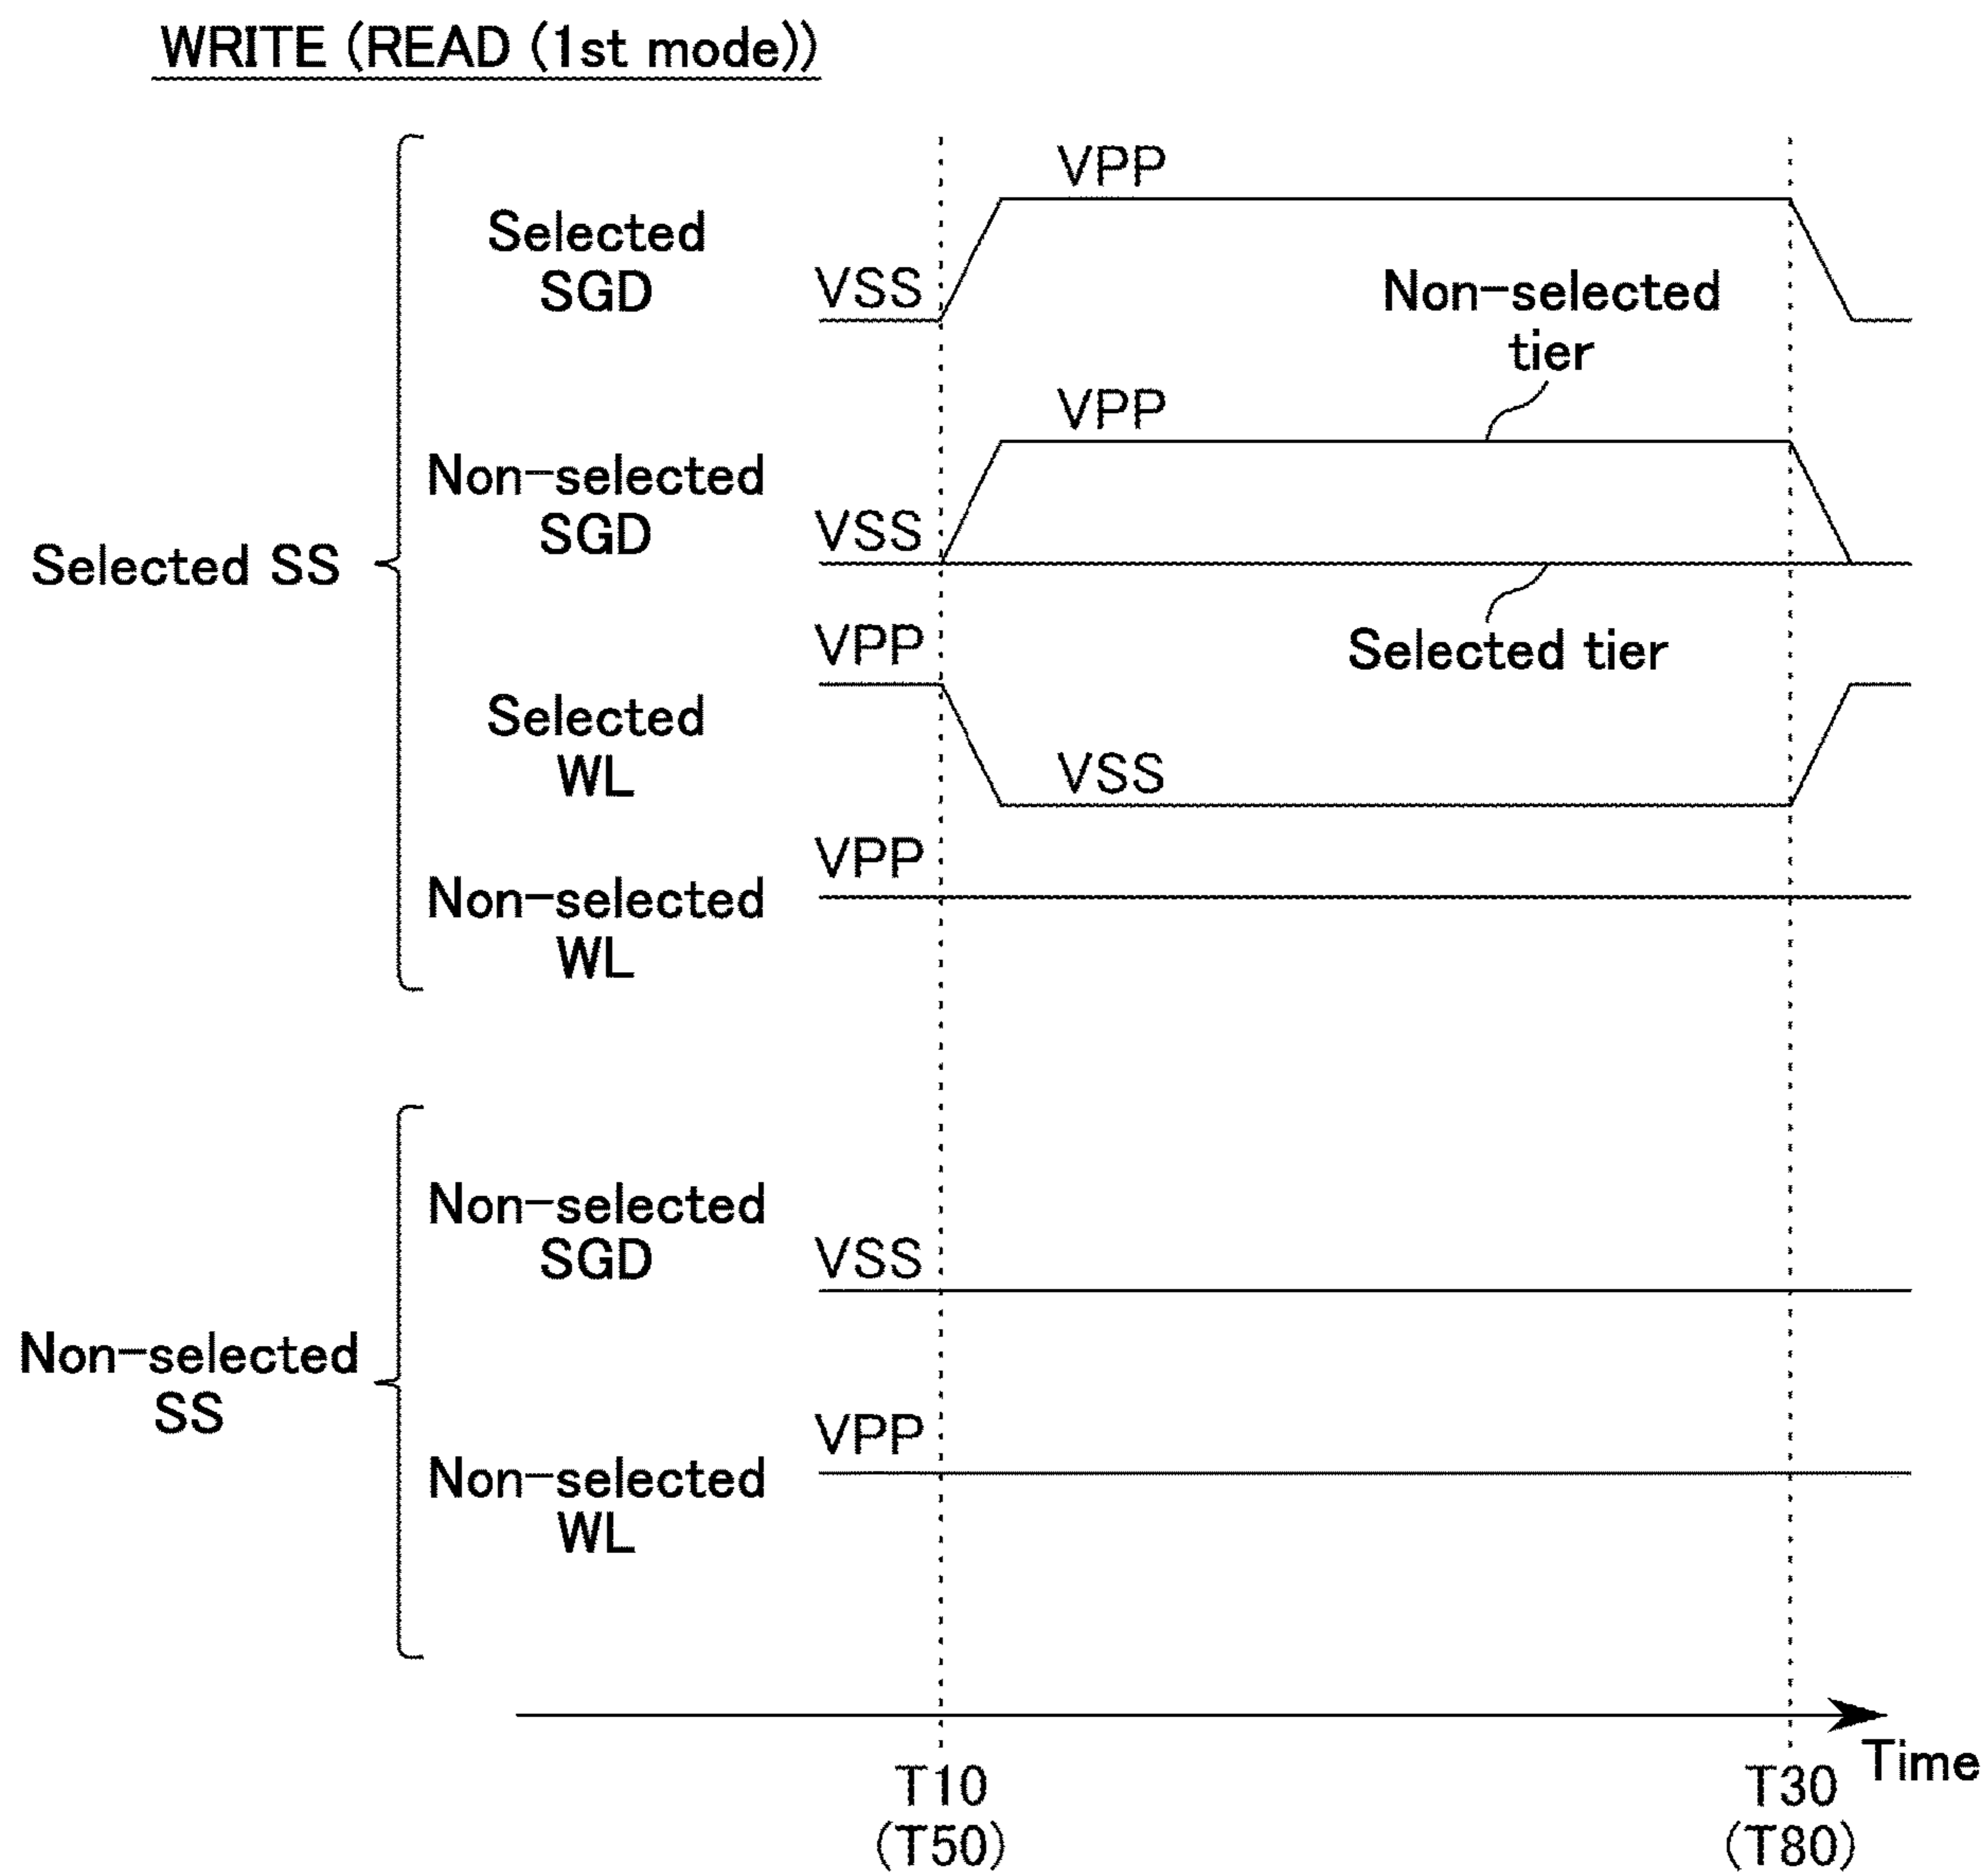 WRITE (READ (1st mode))
VPP
Selected
SGD
VSS
Non-selected
tier
VPP
Non-selected
SGD
VSS
Selected SS
Selected tier
VPP
Selected
WL
VSS
VPP
Non-selected
WL
Non-selected
SGD
VSS
Non-selected
SS
VPP
Non-selected
WL
Time
T10
(T50)
T30
(T80)